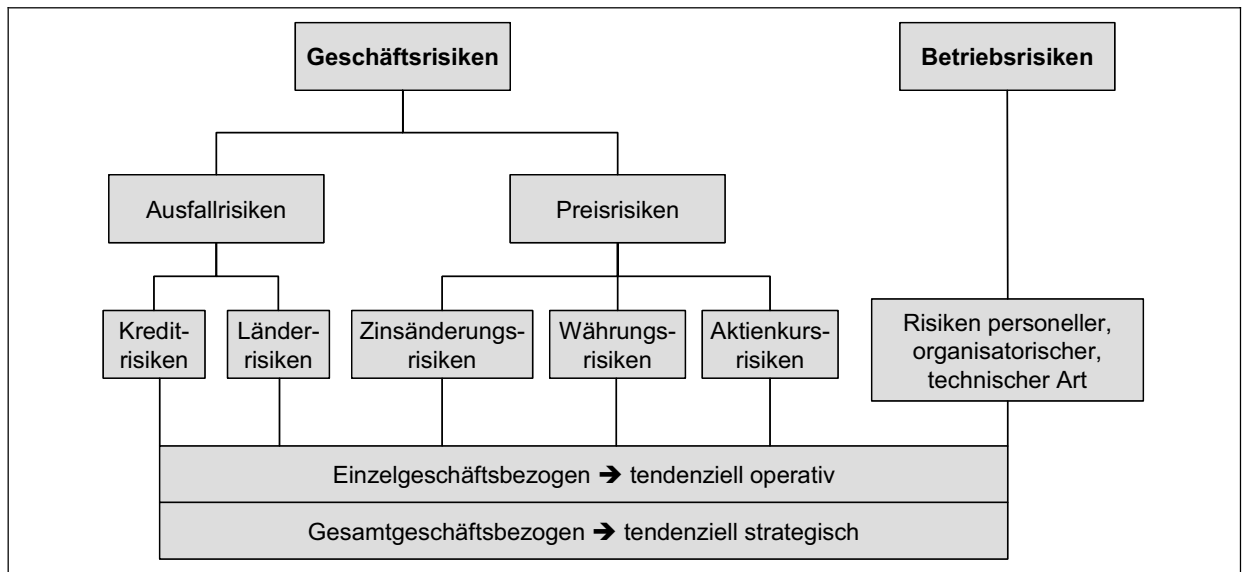 Geschäftsrisiken
Betriebsrisiken
Ausfallrisiken
Preisrisiken
Kredit-
risiken
Länder-
risiken
Zinsänderungs-
risiken
Währungs-
risiken
Aktienkurs-
risiken
Risiken personeller,
organisatorischer,
technischer Art
Einzelgeschäftsbezogen ➔ tendenziell operativ
Gesamtgeschäftsbezogen ➔ tendenziell strategisch